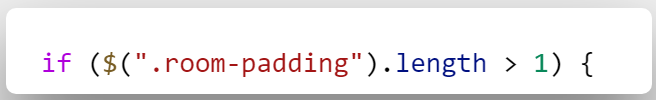 if ($(".room-padding").length > 1) {